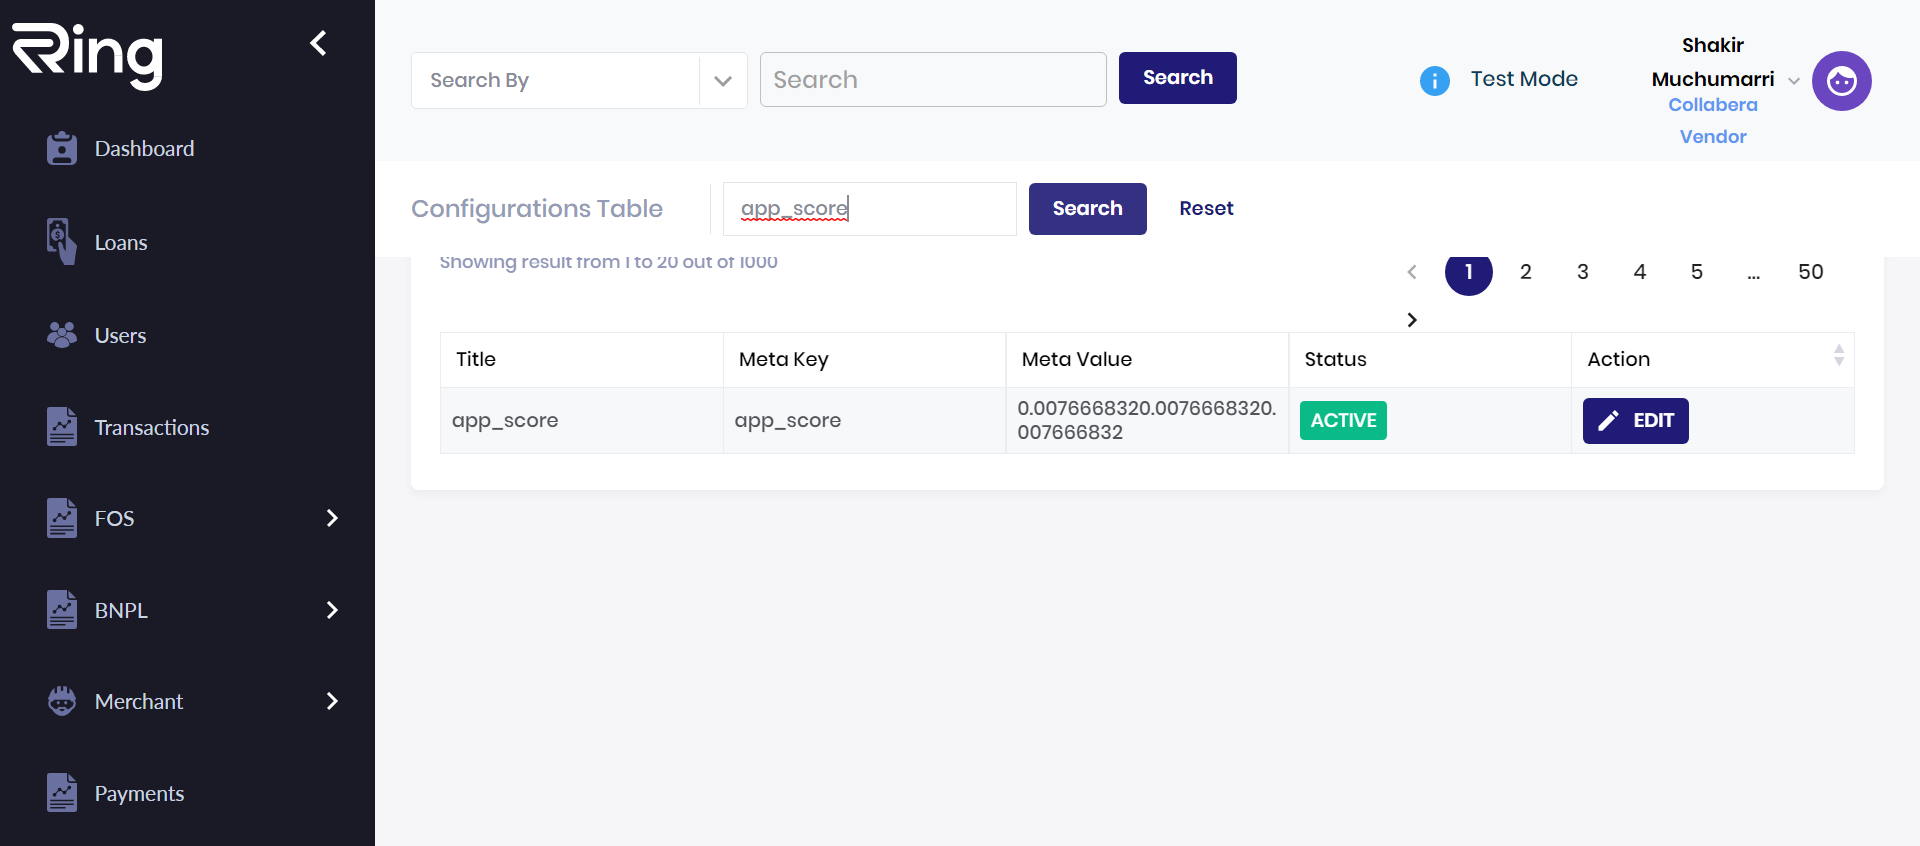 Ring
Dashboard
Loans
Users
Transactions
FOS
BNPL
Merchant
Payments
Search By
Search
Search
Test Mode
Shakir
Muchumarri
Collabera
Vendor
Configurations Table
app_score
Search
Reset
Showing result from 1 to 20 out of 1000
1 2 3 4 5 ... 50
Title Meta Key Meta Value Status Action
app_score app_score 0.0076668320.0076668320.
007666832
ACTIVE EDIT